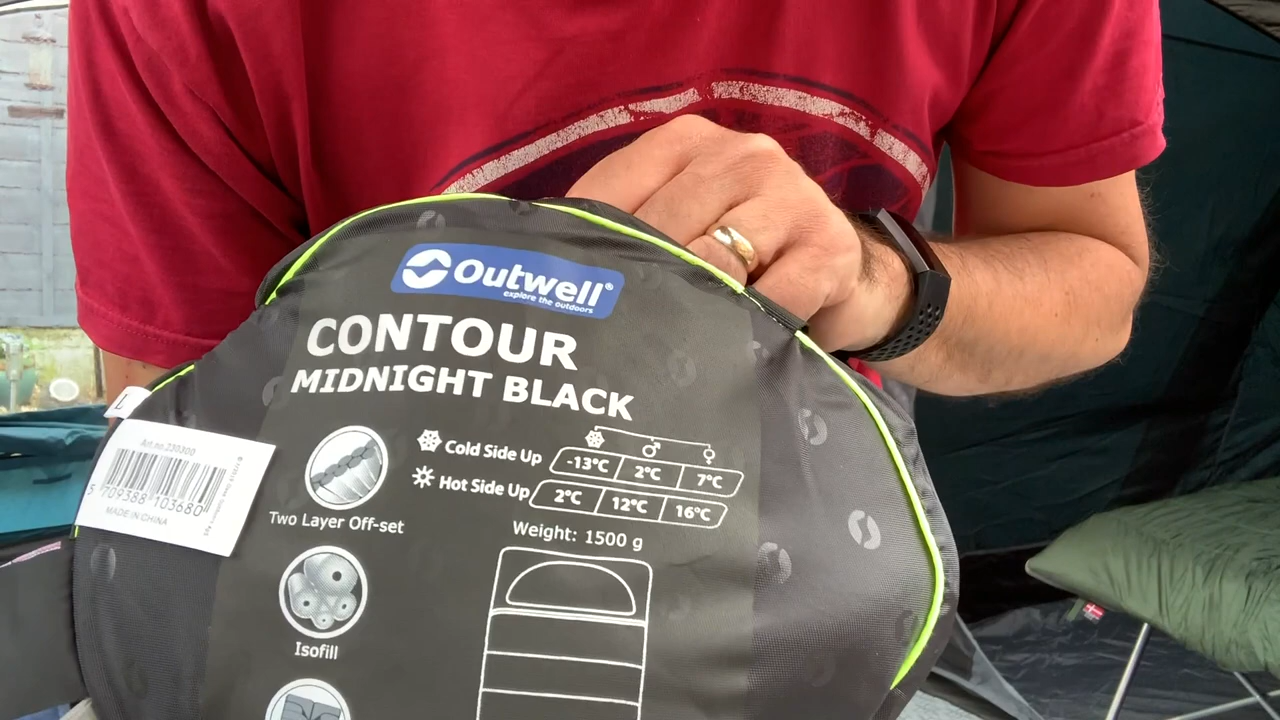 Outwell®
explore the outdoors
CONTOUR
MIDNIGHT BLACK
Cold Side Up -13°C 2°C 7°C
Hot Side Up 2°C 12°C 16°C
Two Layer Off-set
Weight: 1500 g
Isofill
L
Art.no.230300
5 709388 103680
MADE IN CHINA